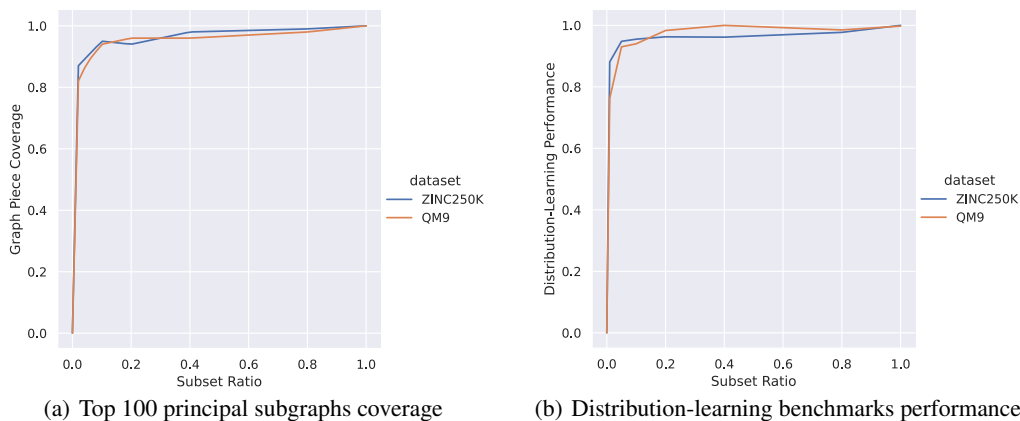 Graph Piece Coverage
1.0
0.8
0.6
0.4
0.2
0.0
0.0 0.2 0.4 0.6 0.8 1.0
Subset Ratio
dataset
ZINC250K
QM9
(a) Top 100 principal subgraphs coverage
Distribution-Learning Performance
1.0
0.8
0.6
0.4
0.2
0.0
0.0 0.2 0.4 0.6 0.8 1.0
Subset Ratio
dataset
ZINC250K
QM9
(b) Distribution-learning benchmarks performance